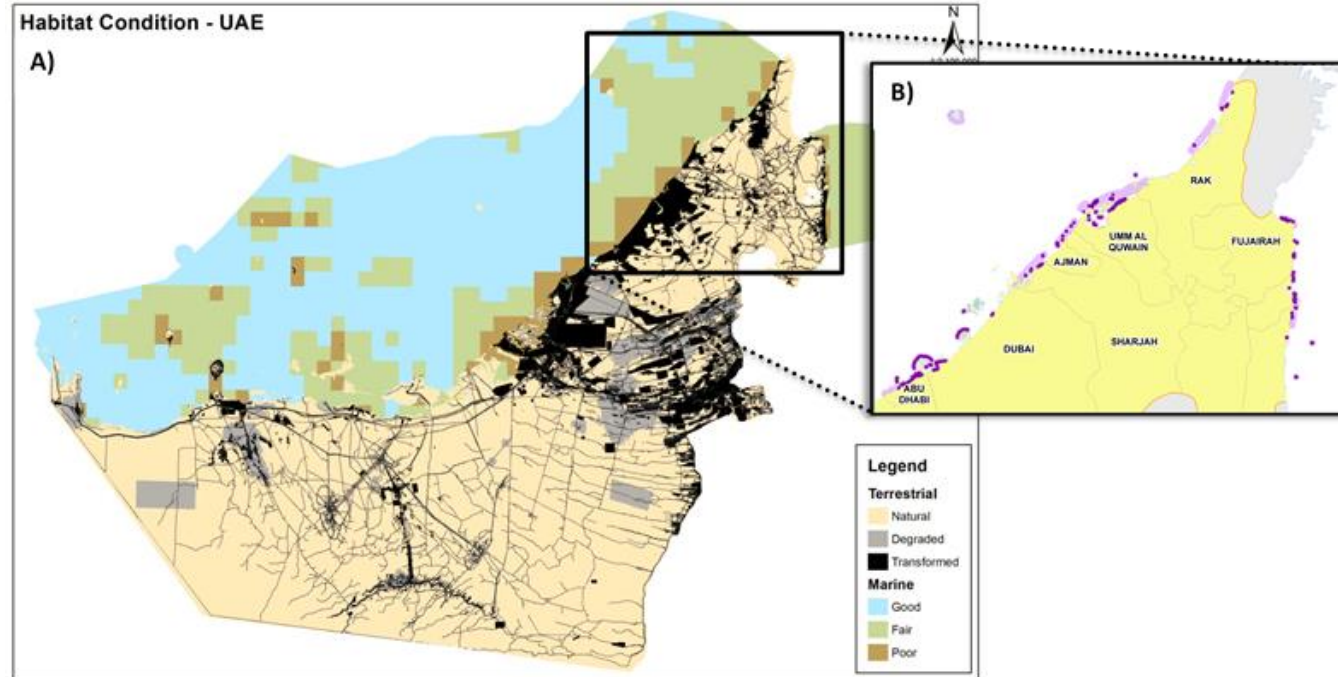 Habitat Condition - UAE
A)
N
B)
RAK
UMM AL
QUWAIN
FUJAIRAH
AJMAN
DUBAI
SHARJAH
ABU
DHABI
Legend
Terrestrial
Natural
Degraded
Transformed
Marine
Good
Fair
Poor